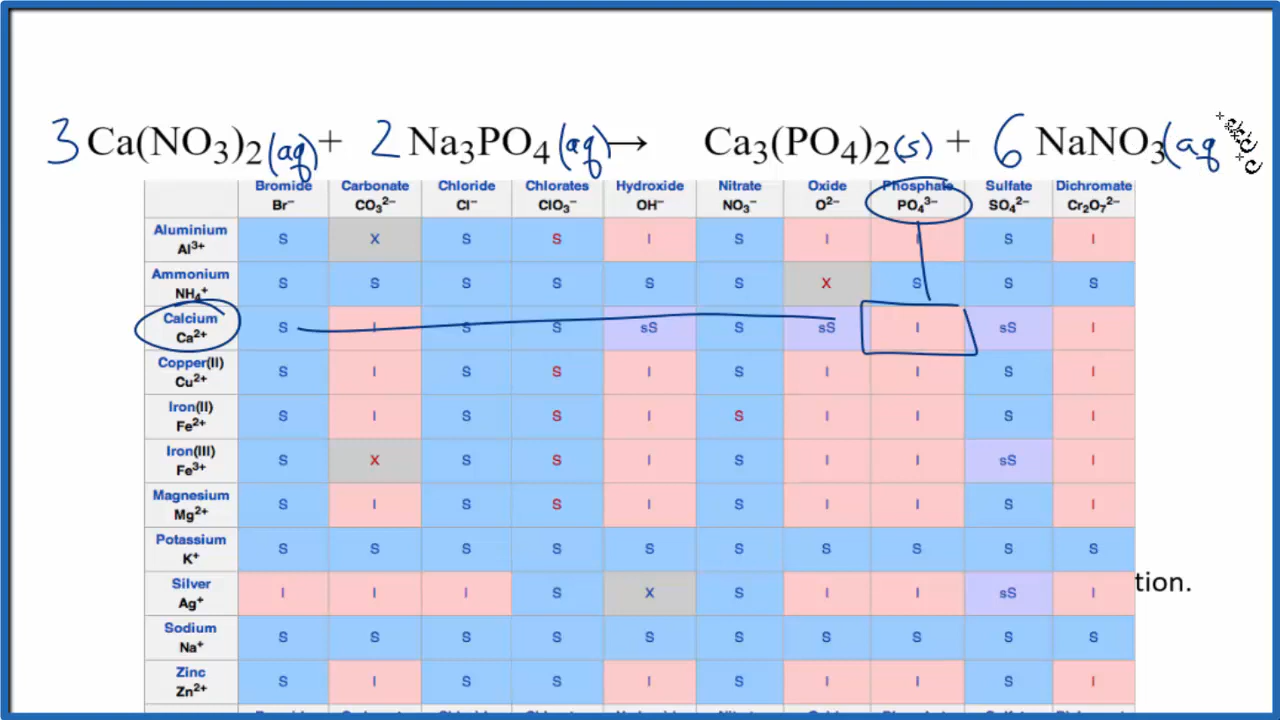 3 Ca(NO₃)₂(aq) + 2 Na₃PO₄(aq) → Ca₃(PO₄)₂(s) + 6 NaNO₃(aq
Bromide Carbonate Chloride Chlorates Hydroxide Nitrate Oxide Phosphate Sulfate Dichromate
Br⁻ CO₃²⁻ Cl⁻ ClO₃⁻ OH⁻ NO₃⁻ O²⁻ PO₄³⁻ SO₄²⁻ Cr₂O₇²⁻
Aluminium
Al³⁺ S X S S I S I I S I
Ammonium
NH₄⁺ S S S S S S X S S S
Calcium
Ca²⁺ S I S S sS S sS I sS I
Copper(II)
Cu²⁺ S I S S I S I I S I
Iron(II)
Fe²⁺ S I S S I S I I S I
Iron(III)
Fe³⁺ S X S S I S I I sS I
Magnesium
Mg²⁺ S I S S I S I I S I
Potassium
K⁺ S S S S S S S S S S
Silver
Ag⁺ I I I S X S I I sS I
tion.
Sodium
Na⁺ S S S S S S S S S S
Zinc
Zn²⁺ S I S S I S I I S I